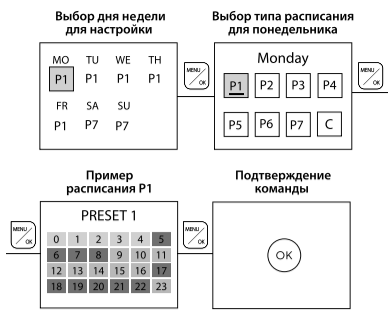 Выбор дня недели
для настройки
MO TU WE TH
P1 P1 P1 P1
FR SA SU
P1 P7 P7
MENU/OK
Выбор типа расписания
для понедельника
Monday
P1 P2 P3 P4
P5 P6 P7 C
MENU/OK
Пример
расписания P1
MENU/OK
PRESET 1
0 1 2 3 4 5
6 7 8 9 10 11
12 13 14 15 16 17
18 19 20 21 22 23
MENU/OK
Подтверждение
команды
OK